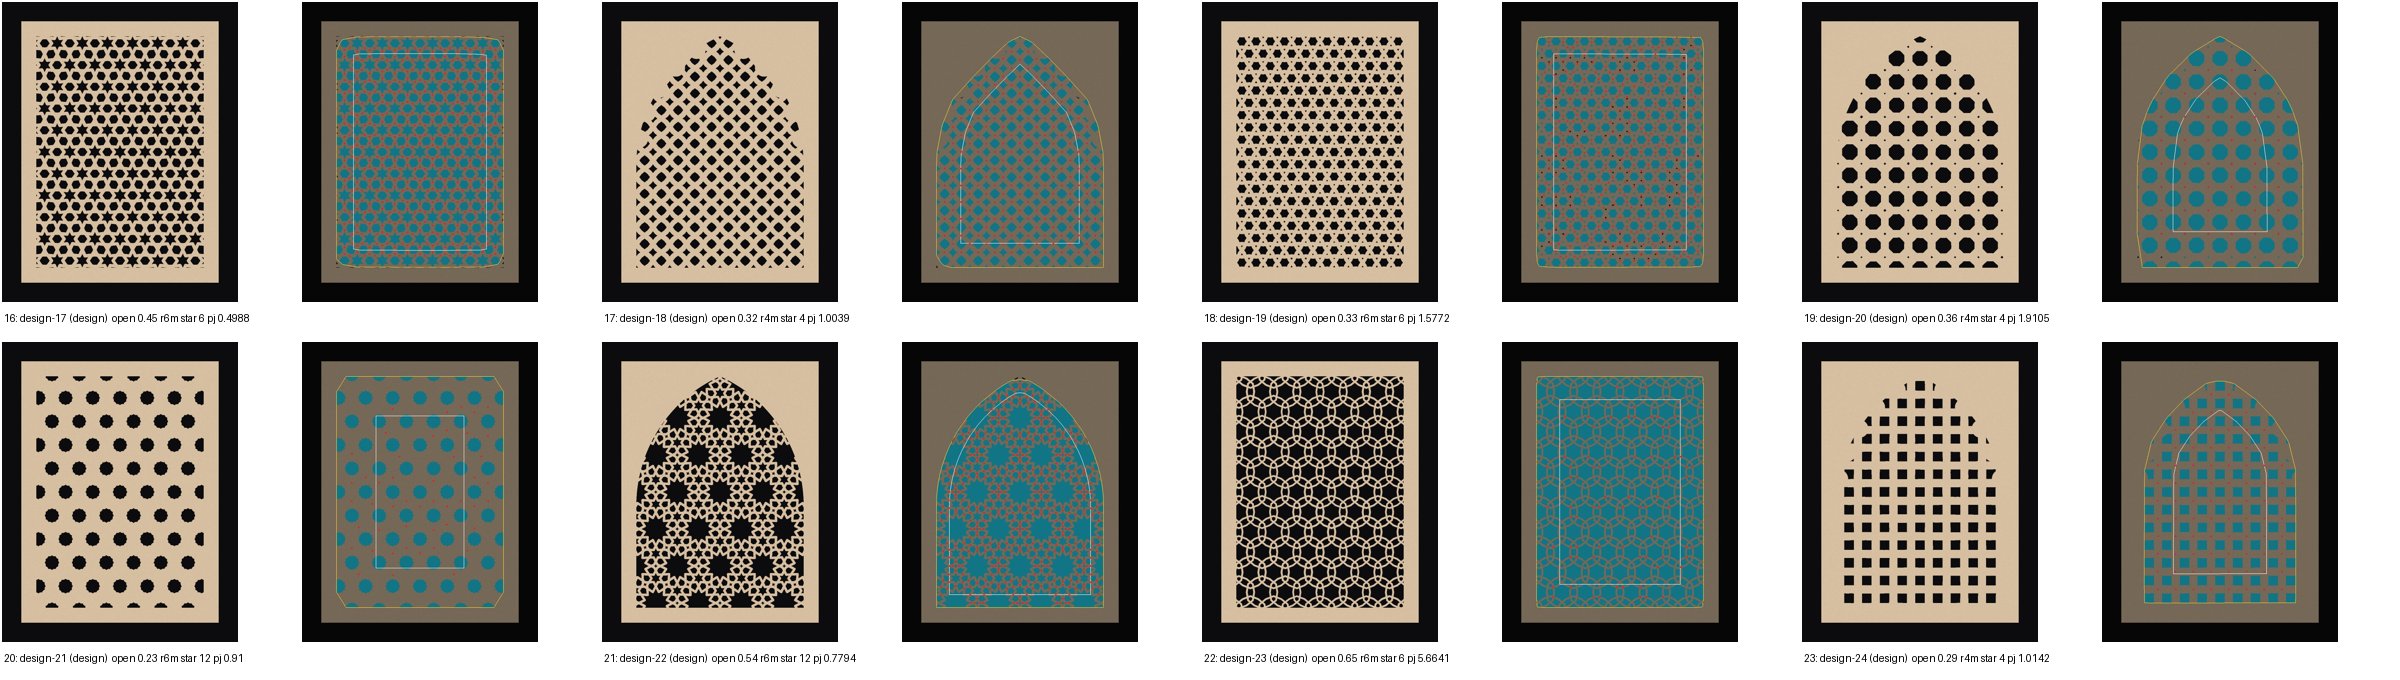 16: design-17 (design) open 0.45 r6m star 6 pj 0.4988
17: design-18 (design) open 0.32 r4m star 4 pj 1.0039
18: design-19 (design) open 0.33 r6m star 6 pj 1.5772
19: design-20 (design) open 0.36 r4m star 4 pj 1.9105
20: design-21 (design) open 0.23 r6m star 12 pj 0.91
21: design-22 (design) open 0.54 r6m star 12 pj 0.7794
22: design-23 (design) open 0.65 r6m star 6 pj 5.6641
23: design-24 (design) open 0.29 r4m star 4 pj 1.0142